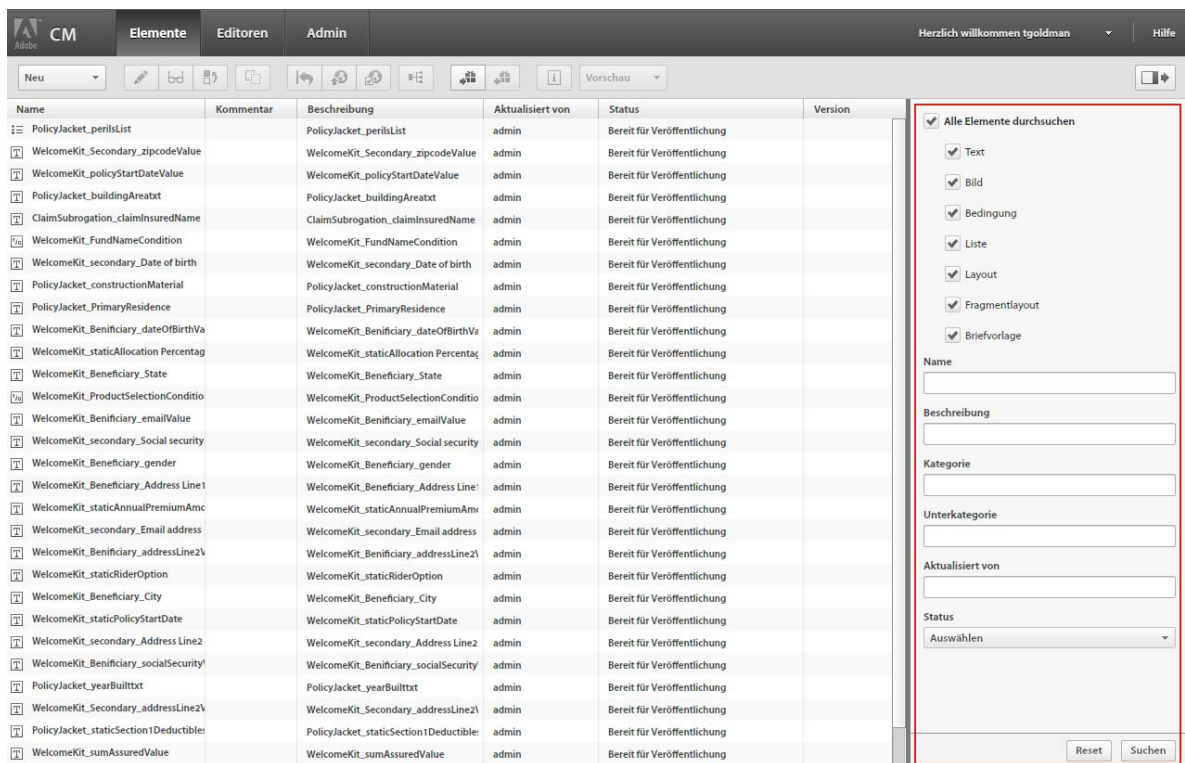 Adobe CM Elemente Editoren Admin Herzlich willkommen tgoldman Hilfe
Neu Vorschau
Name Kommentar Beschreibung Aktualisiert von Status Version
PolicyJacket_perilsList PolicyJacket_perilsList admin Bereit für Veröffentlichung
WelcomeKit_Secondary_zipcodeValue WelcomeKit_Secondary_zipcodeValue admin Bereit für Veröffentlichung
WelcomeKit_policyStartDateValue WelcomeKit_policyStartDateValue admin Bereit für Veröffentlichung
PolicyJacket_buildingAreatxt PolicyJacket_buildingAreatxt admin Bereit für Veröffentlichung
ClaimSubrogation_claimInsuredName ClaimSubrogation_claimInsuredName admin Bereit für Veröffentlichung
WelcomeKit_FundNameCondition WelcomeKit_FundNameCondition admin Bereit für Veröffentlichung
WelcomeKit_secondary_Date of birth WelcomeKit_secondary_Date of birth admin Bereit für Veröffentlichung
PolicyJacket_constructionMaterial PolicyJacket_constructionMaterial admin Bereit für Veröffentlichung
PolicyJacket_PrimaryResidence PolicyJacket_PrimaryResidence admin Bereit für Veröffentlichung
WelcomeKit_Benificiary_dateOfBirthVa WelcomeKit_Benificiary_dateOfBirthVa admin Bereit für Veröffentlichung
WelcomeKit_staticAllocation Percentag WelcomeKit_staticAllocation Percentag admin Bereit für Veröffentlichung
WelcomeKit_Beneficiary_State WelcomeKit_Beneficiary_State admin Bereit für Veröffentlichung
WelcomeKit_ProductSelectionConditio WelcomeKit_ProductSelectionConditio admin Bereit für Veröffentlichung
WelcomeKit_Benificiary_emailValue WelcomeKit_Benificiary_emailValue admin Bereit für Veröffentlichung
WelcomeKit_secondary_Social security WelcomeKit_secondary_Social security admin Bereit für Veröffentlichung
WelcomeKit_Beneficiary_gender WelcomeKit_Beneficiary_gender admin Bereit für Veröffentlichung
WelcomeKit_Beneficiary_Address Line1 WelcomeKit_Beneficiary_Address Line1 admin Bereit für Veröffentlichung
WelcomeKit_staticAnnualPremiumAmo WelcomeKit_staticAnnualPremiumAmo admin Bereit für Veröffentlichung
WelcomeKit_secondary_Email address WelcomeKit_secondary_Email address admin Bereit für Veröffentlichung
WelcomeKit_Benificiary_addressLine2V WelcomeKit_Benificiary_addressLine2V admin Bereit für Veröffentlichung
WelcomeKit_staticRiderOption WelcomeKit_staticRiderOption admin Bereit für Veröffentlichung
WelcomeKit_Beneficiary_City WelcomeKit_Beneficiary_City admin Bereit für Veröffentlichung
WelcomeKit_staticPolicyStartDate WelcomeKit_staticPolicyStartDate admin Bereit für Veröffentlichung
WelcomeKit_secondary_Address Line2 WelcomeKit_secondary_Address Line2 admin Bereit für Veröffentlichung
WelcomeKit_Benificiary_socialSecurityV WelcomeKit_Benificiary_socialSecurityV admin Bereit für Veröffentlichung
PolicyJacket_yearBuilttxt PolicyJacket_yearBuilttxt admin Bereit für Veröffentlichung
WelcomeKit_Secondary_addressLine2V WelcomeKit_Secondary_addressLine2V admin Bereit für Veröffentlichung
PolicyJacket_staticSection1Deductibles PolicyJacket_staticSection1Deductibles admin Bereit für Veröffentlichung
WelcomeKit_sumAssuredValue WelcomeKit_sumAssuredValue admin Bereit für Veröffentlichung
Alle Elemente durchsuchen
Text
Bild
Bedingung
Liste
Layout
Fragmentlayout
Briefvorlage
Name
Beschreibung
Kategorie
Unterkategorie
Aktualisiert von
Status
Auswählen
Reset Suchen